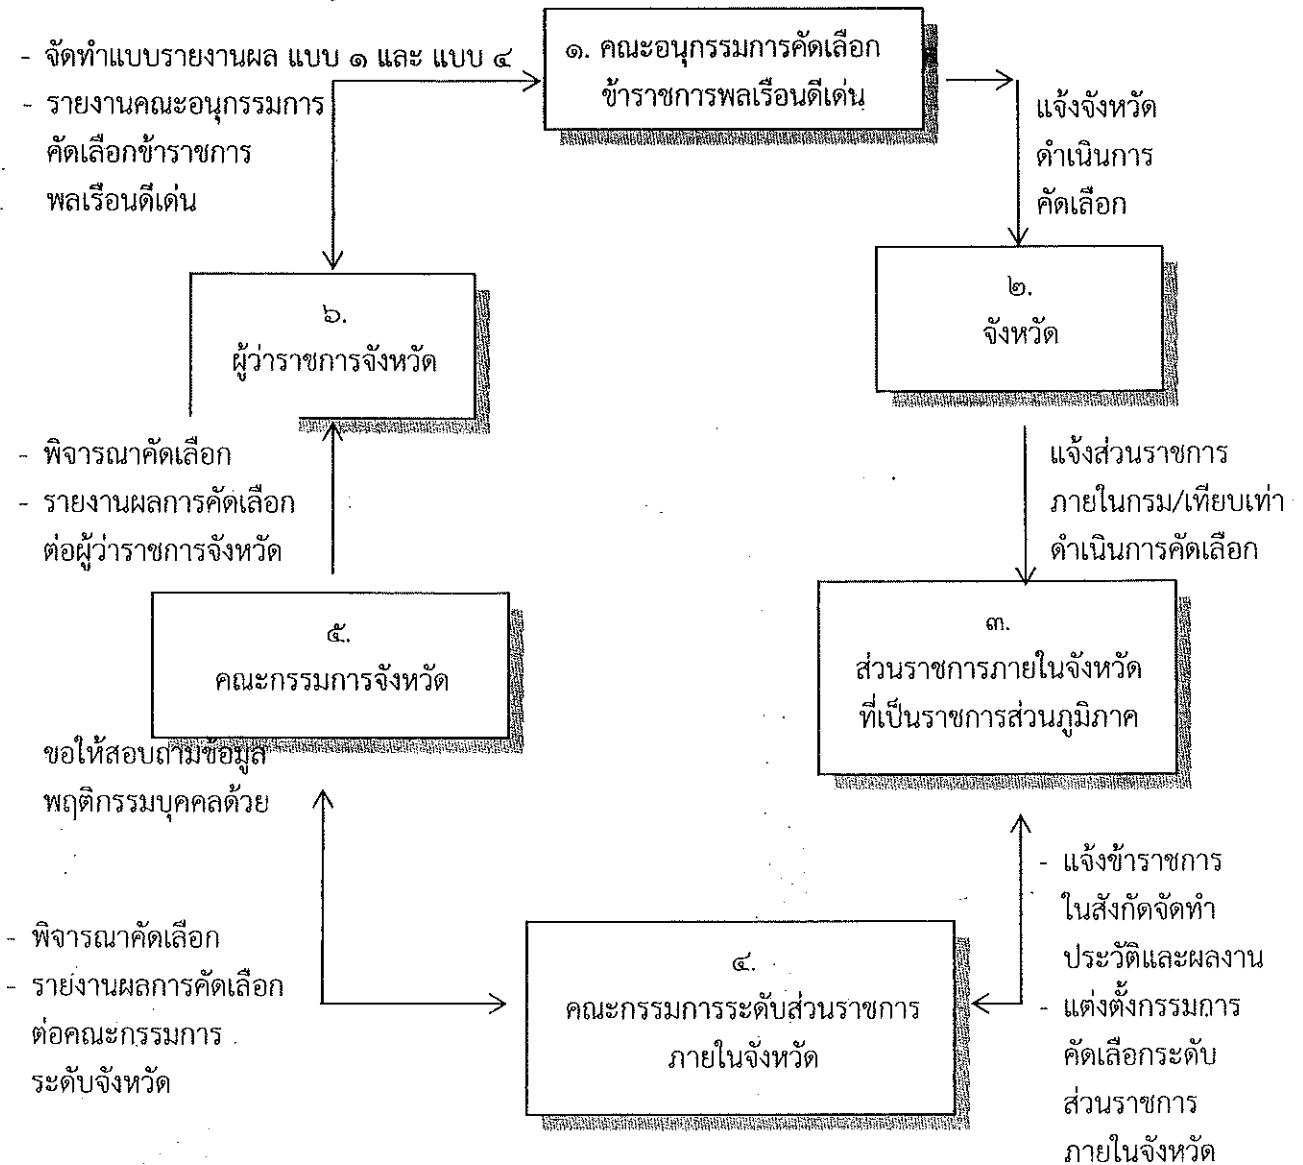 - จัดทำแบบรายงานผล แบบ ๑ และ แบบ ๔
- รายงานคณะอนุกรรมการ
คัดเลือกข้าราชการ
พลเรือนดีเด่น
๑. คณะอนุกรรมการคัดเลือก
ข้าราชการพลเรือนดีเด่น
แจ้งจังหวัด
ดำเนินการ
คัดเลือก
๒.
จังหวัด
แจ้งส่วนราชการ
ภายในกรม/เทียบเท่า
ดำเนินการคัดเลือก
๓.
ส่วนราชการภายในจังหวัด
ที่เป็นราชการส่วนภูมิภาค
- แจ้งข้าราชการ
ในสังกัดจัดทำ
ประวัติและผลงาน
- แต่งตั้งกรรมการ
คัดเลือกระดับ
ส่วนราชการ
ภายในจังหวัด
๔.
คณะกรรมการระดับส่วนราชการ
ภายในจังหวัด
- พิจารณาคัดเลือก
- รายงานผลการคัดเลือก
ต่อคณะกรรมการ
ระดับจังหวัด
ขอให้สอบถามข้อมูล
พฤติกรรมบุคคลด้วย
๕.
คณะกรรมการจังหวัด
- พิจารณาคัดเลือก
- รายงานผลการคัดเลือก
ต่อผู้ว่าราชการจังหวัด
๖.
ผู้ว่าราชการจังหวัด